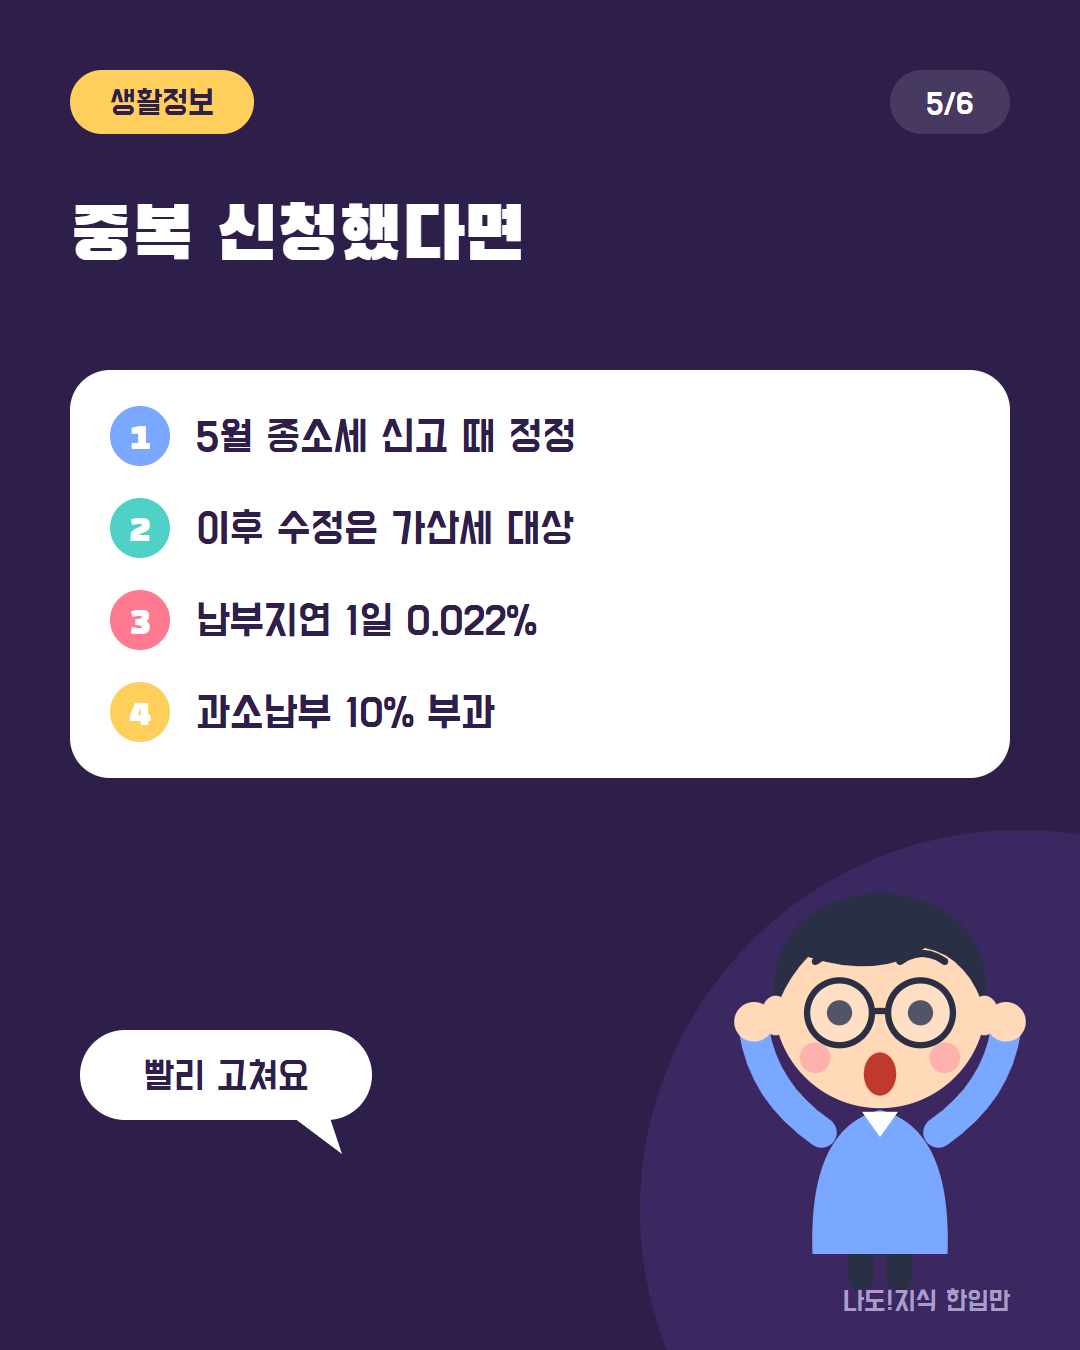 생활정보
5/6
중복 신청했다면
1 5월 종소세 신고 때 정정
2 이후 수정은 가산세 대상
3 납부지연 1일 0.022%
4 과소납부 10% 부과
빨리 고쳐요
나도!지식 한입만